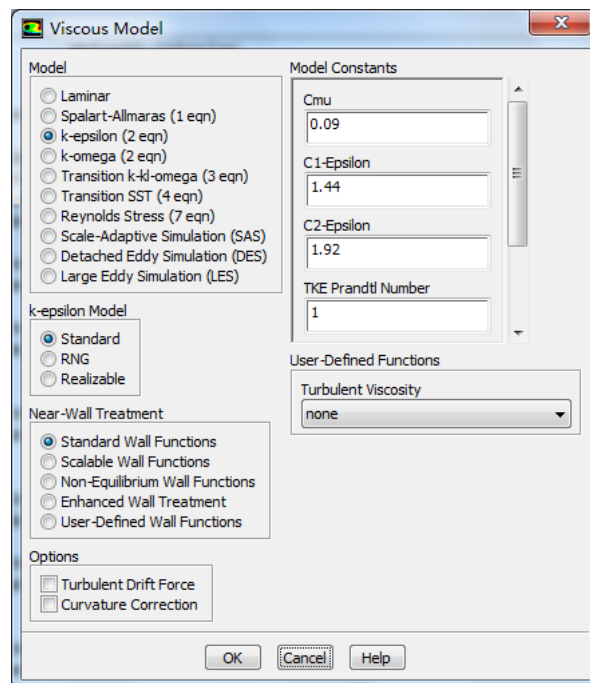 Viscous Model
Model
Laminar
Spalart-Allmaras (1 eqn)
k-epsilon (2 eqn)
k-omega (2 eqn)
Transition k-kl-omega (3 eqn)
Transition SST (4 eqn)
Reynolds Stress (7 eqn)
Scale-Adaptive Simulation (SAS)
Detached Eddy Simulation (DES)
Large Eddy Simulation (LES)
k-epsilon Model
Standard
RNG
Realizable
Near-Wall Treatment
Standard Wall Functions
Scalable Wall Functions
Non-Equilibrium Wall Functions
Enhanced Wall Treatment
User-Defined Wall Functions
Options
Turbulent Drift Force
Curvature Correction
Model Constants
Cmu
0.09
C1-Epsilon
1.44
C2-Epsilon
1.92
TKE Prandtl Number
1
User-Defined Functions
Turbulent Viscosity
none
OK
Cancel
Help